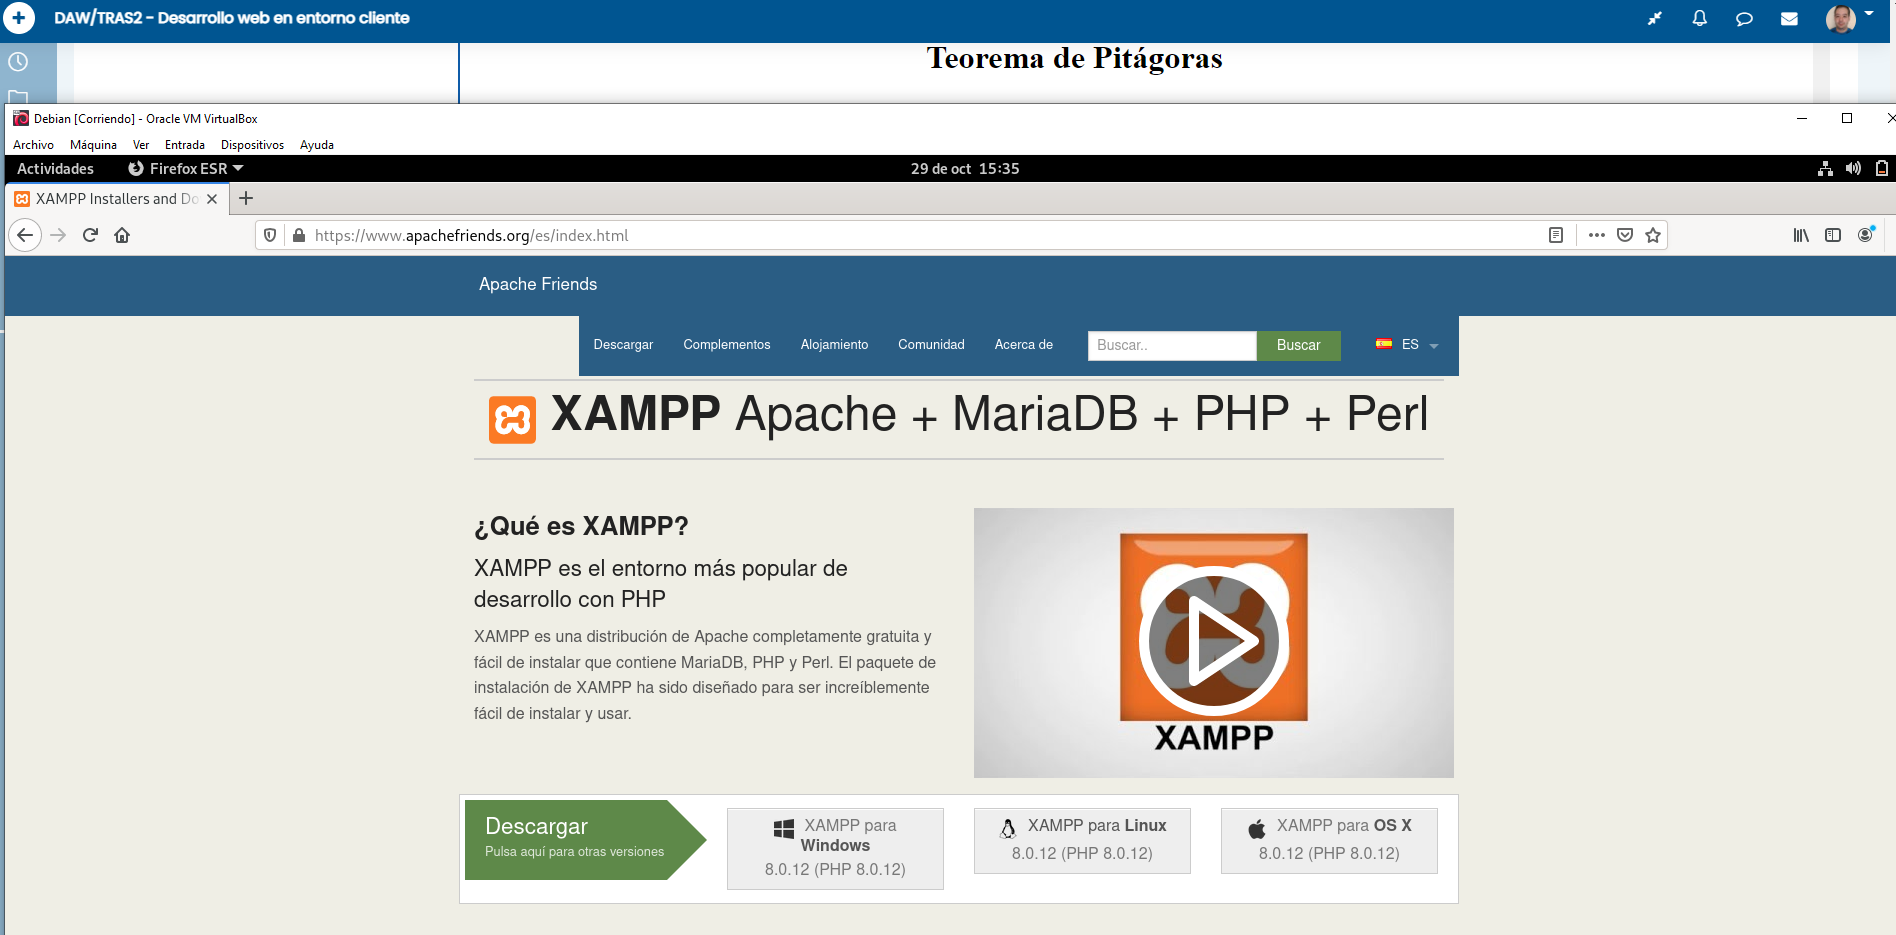 DAW/TRAS2 - Desarrollo web en entorno cliente
Teorema de Pitágoras
Debian [Corriendo] - Oracle VM VirtualBox
Archivo Máquina Ver Entrada Dispositivos Ayuda
Actividades Firefox ESR 29 de oct 15:35
XAMPP Installers and Do
https://www.apachefriends.org/es/index.html
Apache Friends
Descargar Complementos Alojamiento Comunidad Acerca de Buscar.. Buscar ES
XAMPP Apache + MariaDB + PHP + Perl
¿Qué es XAMPP?
XAMPP es el entorno más popular de
desarrollo con PHP
XAMPP es una distribución de Apache completamente gratuita y
fácil de instalar que contiene MariaDB, PHP y Perl. El paquete de
instalación de XAMPP ha sido diseñado para ser increíblemente
fácil de instalar y usar.
XAMPP
Descargar
Pulsa aquí para otras versiones
XAMPP para
Windows
8.0.12 (PHP 8.0.12)
XAMPP para Linux
8.0.12 (PHP 8.0.12)
XAMPP para OS X
8.0.12 (PHP 8.0.12)